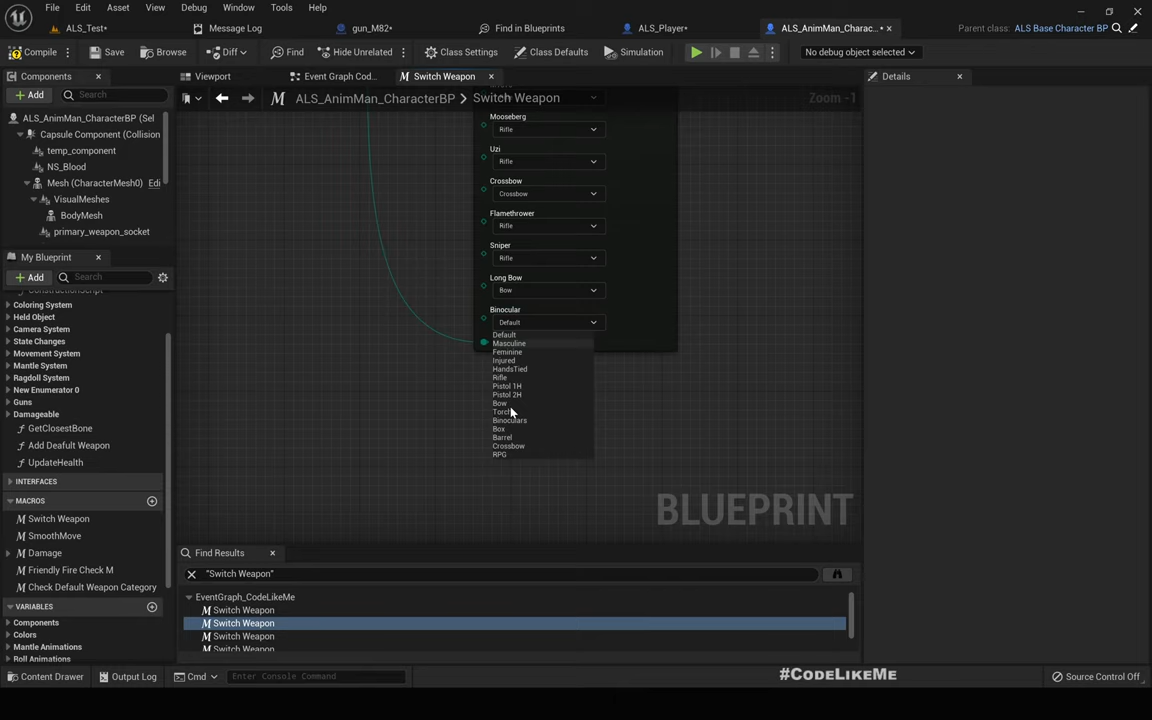 File Edit Asset View Debug Window Tools Help
ALS_Test* Message Log gun_M82* Find in Blueprints ALS_Player* ALS_AnimMan_Charac...* Parent class: ALS Base Character BP
Compile Save Browse Diff Find Hide Unrelated Class Settings Class Defaults Simulation No debug object selected
Components Viewport Event Graph Cod... Switch Weapon Details
Add Search ALS_AnimMan_CharacterBP > Switch Weapon Zoom -1
ALS_AnimMan_CharacterBP (Sel
Capsule Component (Collision
temp_component
NS_Blood
Mesh (CharacterMesh0) Edi
VisualMeshes
BodyMesh
primary_weapon_socket
My Blueprint
Add Search
ConstructionScript
Coloring System
Held Object
Camera System
State Changes
Movement System
Mantle System
Ragdoll System
New Enumerator 0
Guns
Damageable
GetClosestBone
Add Deafult Weapon
UpdateHealth
INTERFACES
MACROS
Switch Weapon
SmoothMove
Damage
Friendly Fire Check M
Check Default Weapon Category
VARIABLES
Components
Colors
Mantle Animations
Roll Animations
Mooseberg
Rifle
Uzi
Rifle
Crossbow
Crossbow
Flamethrower
Rifle
Sniper
Rifle
Long Bow
Bow
Binocular
Default
Default
Masculine
Feminine
Injured
HandsTied
Rifle
Pistol 1H
Pistol 2H
Bow
Torch
Binoculars
Box
Barrel
Crossbow
RPG
BLUEPRINT
Find Results
"Switch Weapon"
EventGraph_CodeLikeMe
Switch Weapon
Switch Weapon
Switch Weapon
Switch Weapon
#CodeLikeMe
Content Drawer Output Log Cmd Enter Console Command Source Control Off